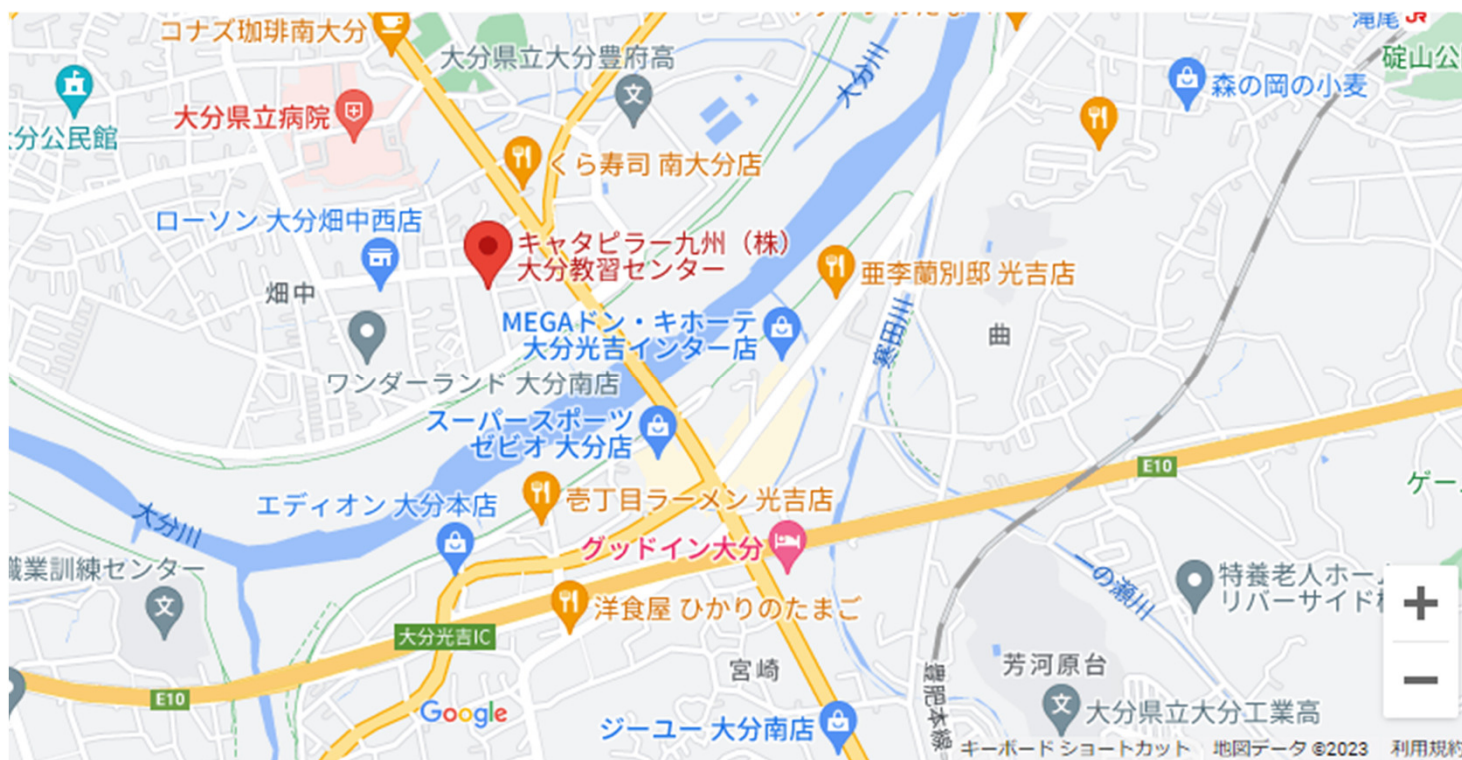 コナズ珈琲南大分
大分県立大分豊府高
大分川
滝尾
碇山公
森の岡の小麦
大分県立病院
分公民館
くら寿司 南大分店
ローソン 大分畑中西店
キャタピラー九州（株）
大分教習センター
畑中
亜李蘭別邸 光吉店
MEGAドン・キホーテ
大分光吉インター店
寒田川
曲
ワンダーランド 大分南店
スーパースポーツ
ゼビオ 大分店
E10
ゲー
エディオン 大分本店
壱丁目ラーメン 光吉店
大分川
グッドイン大分
職業訓練センター
一の瀬川
特養老人ホー
リバーサイド
洋食屋 ひかりのたまご
大分光吉IC
宮崎
芳河原台
E10
豊肥本線
Google
ジーユー 大分南店
大分県立大分工業高
キーボード ショートカット 地図データ ©2023 利用規約